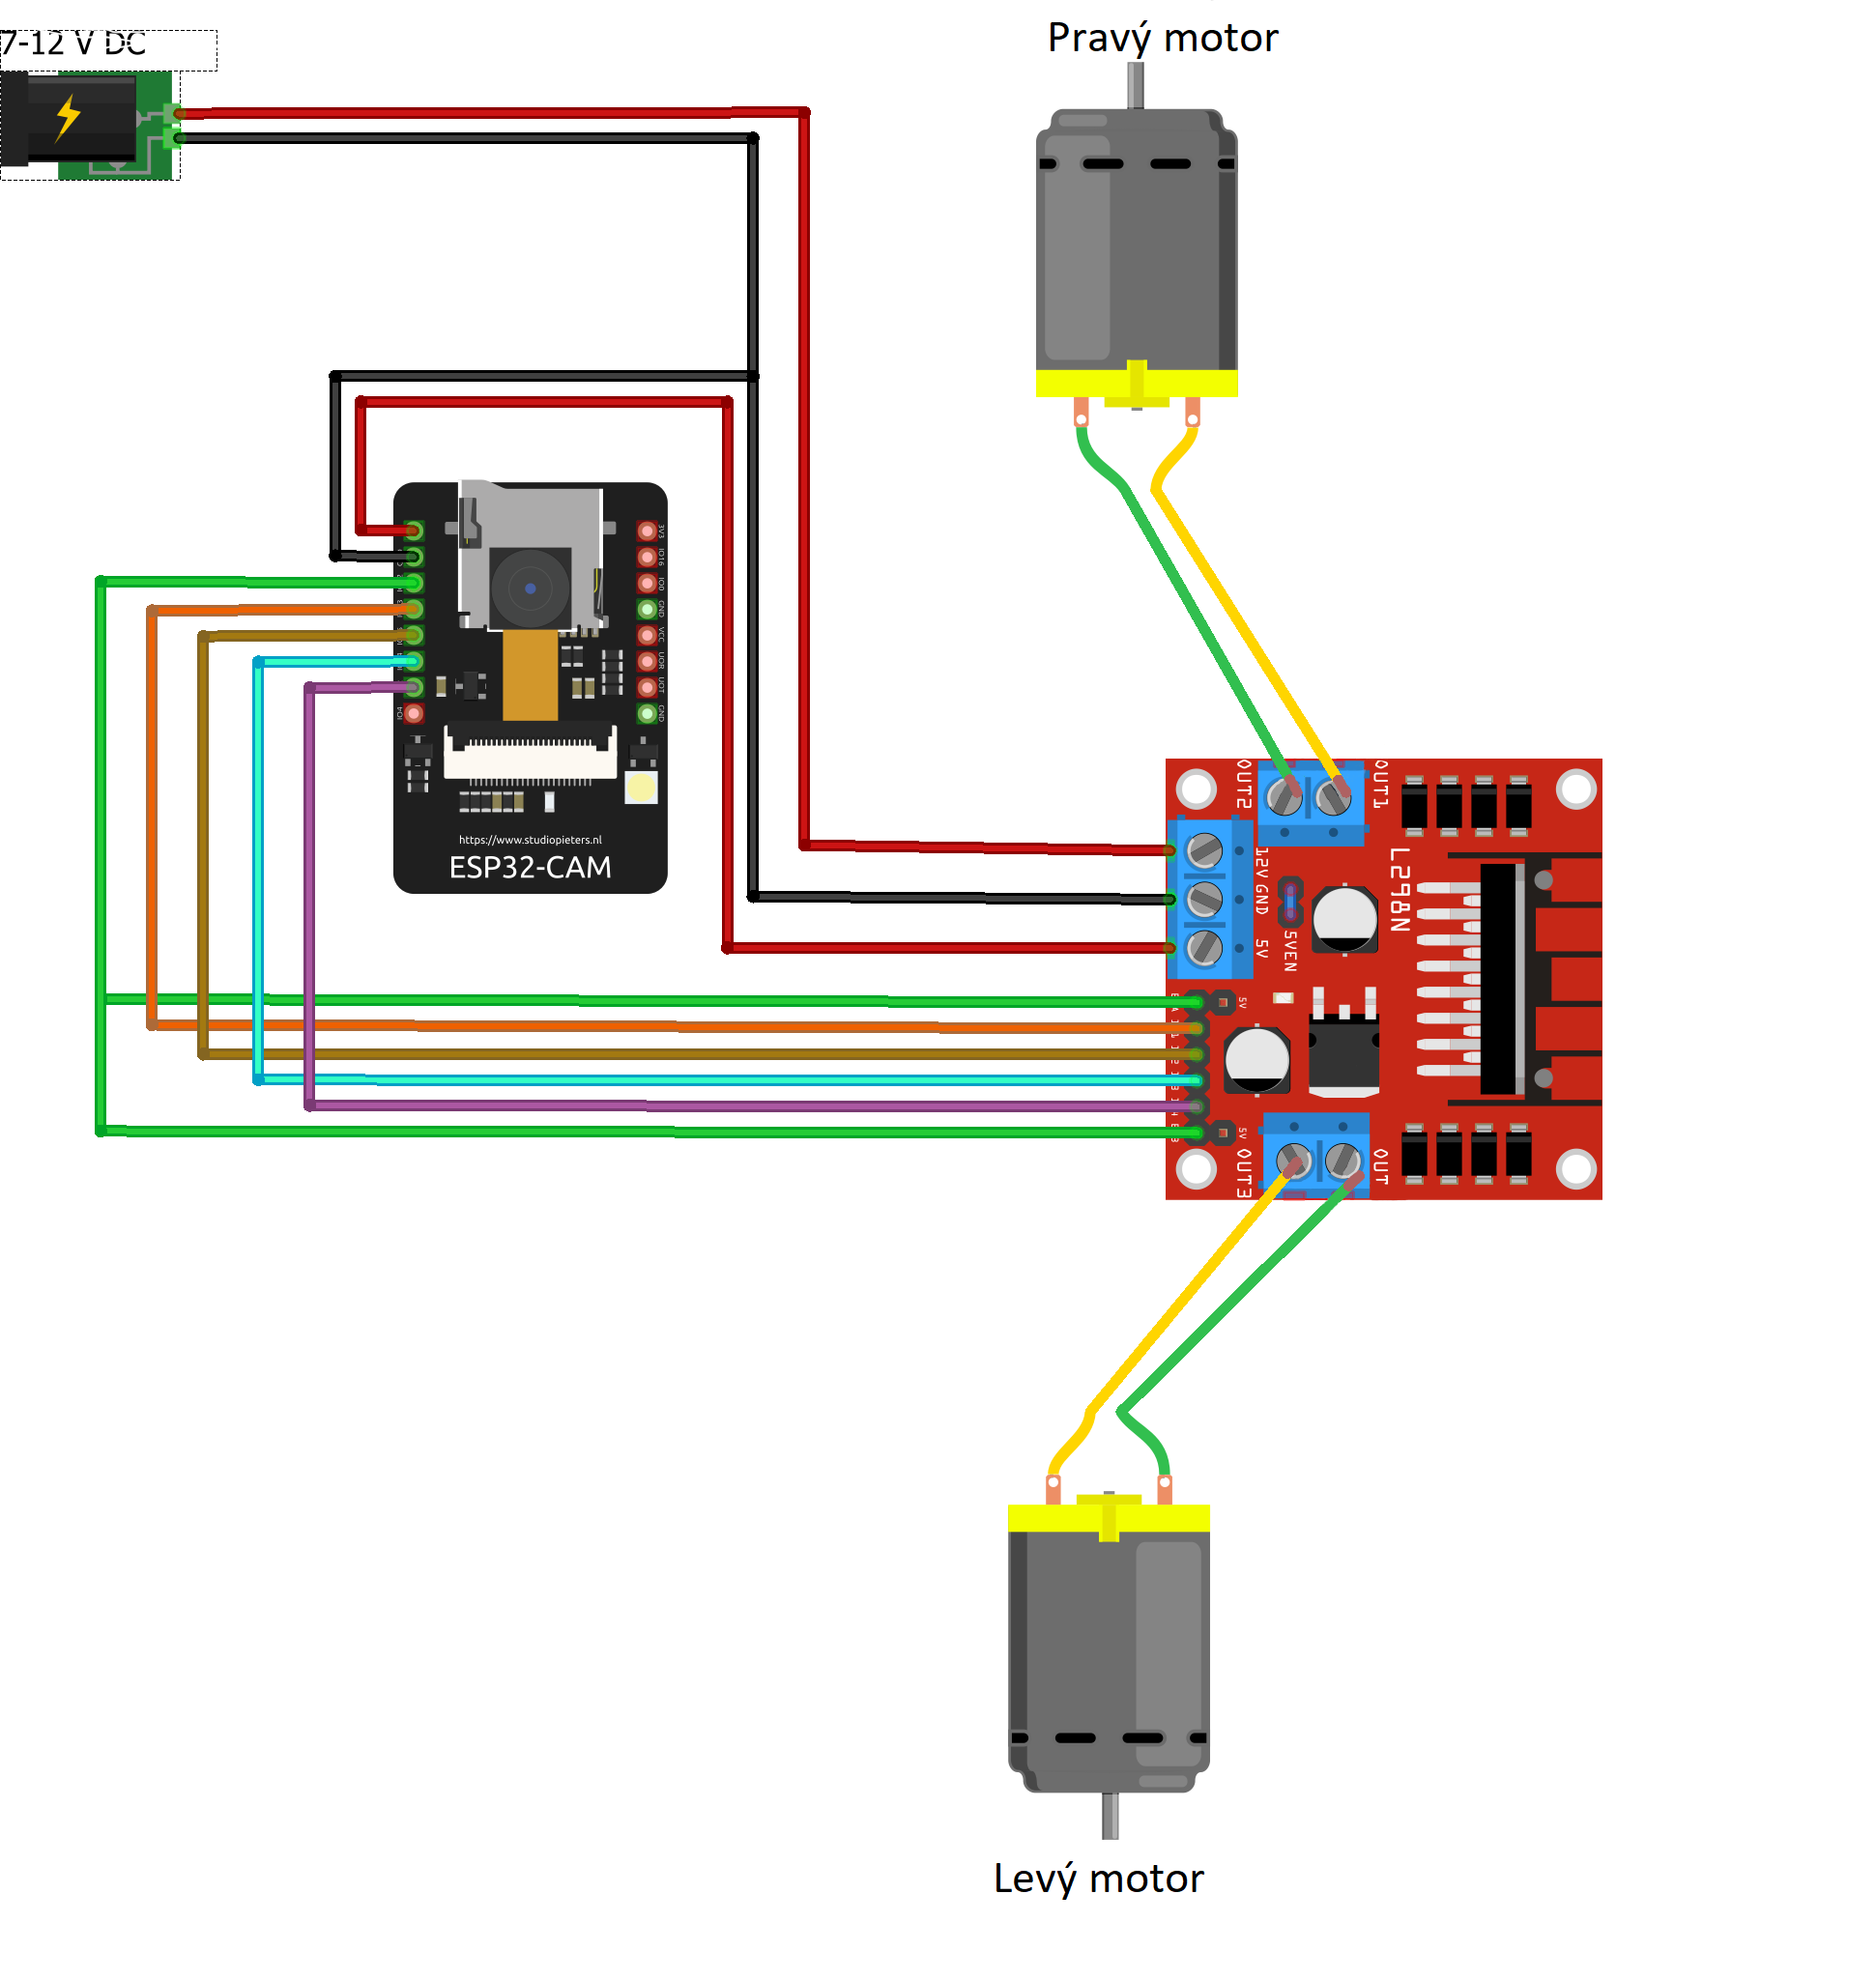 7-12 V DC
Pravý motor
3V3
IO16
IO0
GND
VCC
UOR
UOT
GND
IO4
https://www.studiopieters.nl
ESP32-CAM
OUT2
OUT1
12V
GND
5V
5VEN
L298N
5V
5V
OUT3
OUT
Levý motor